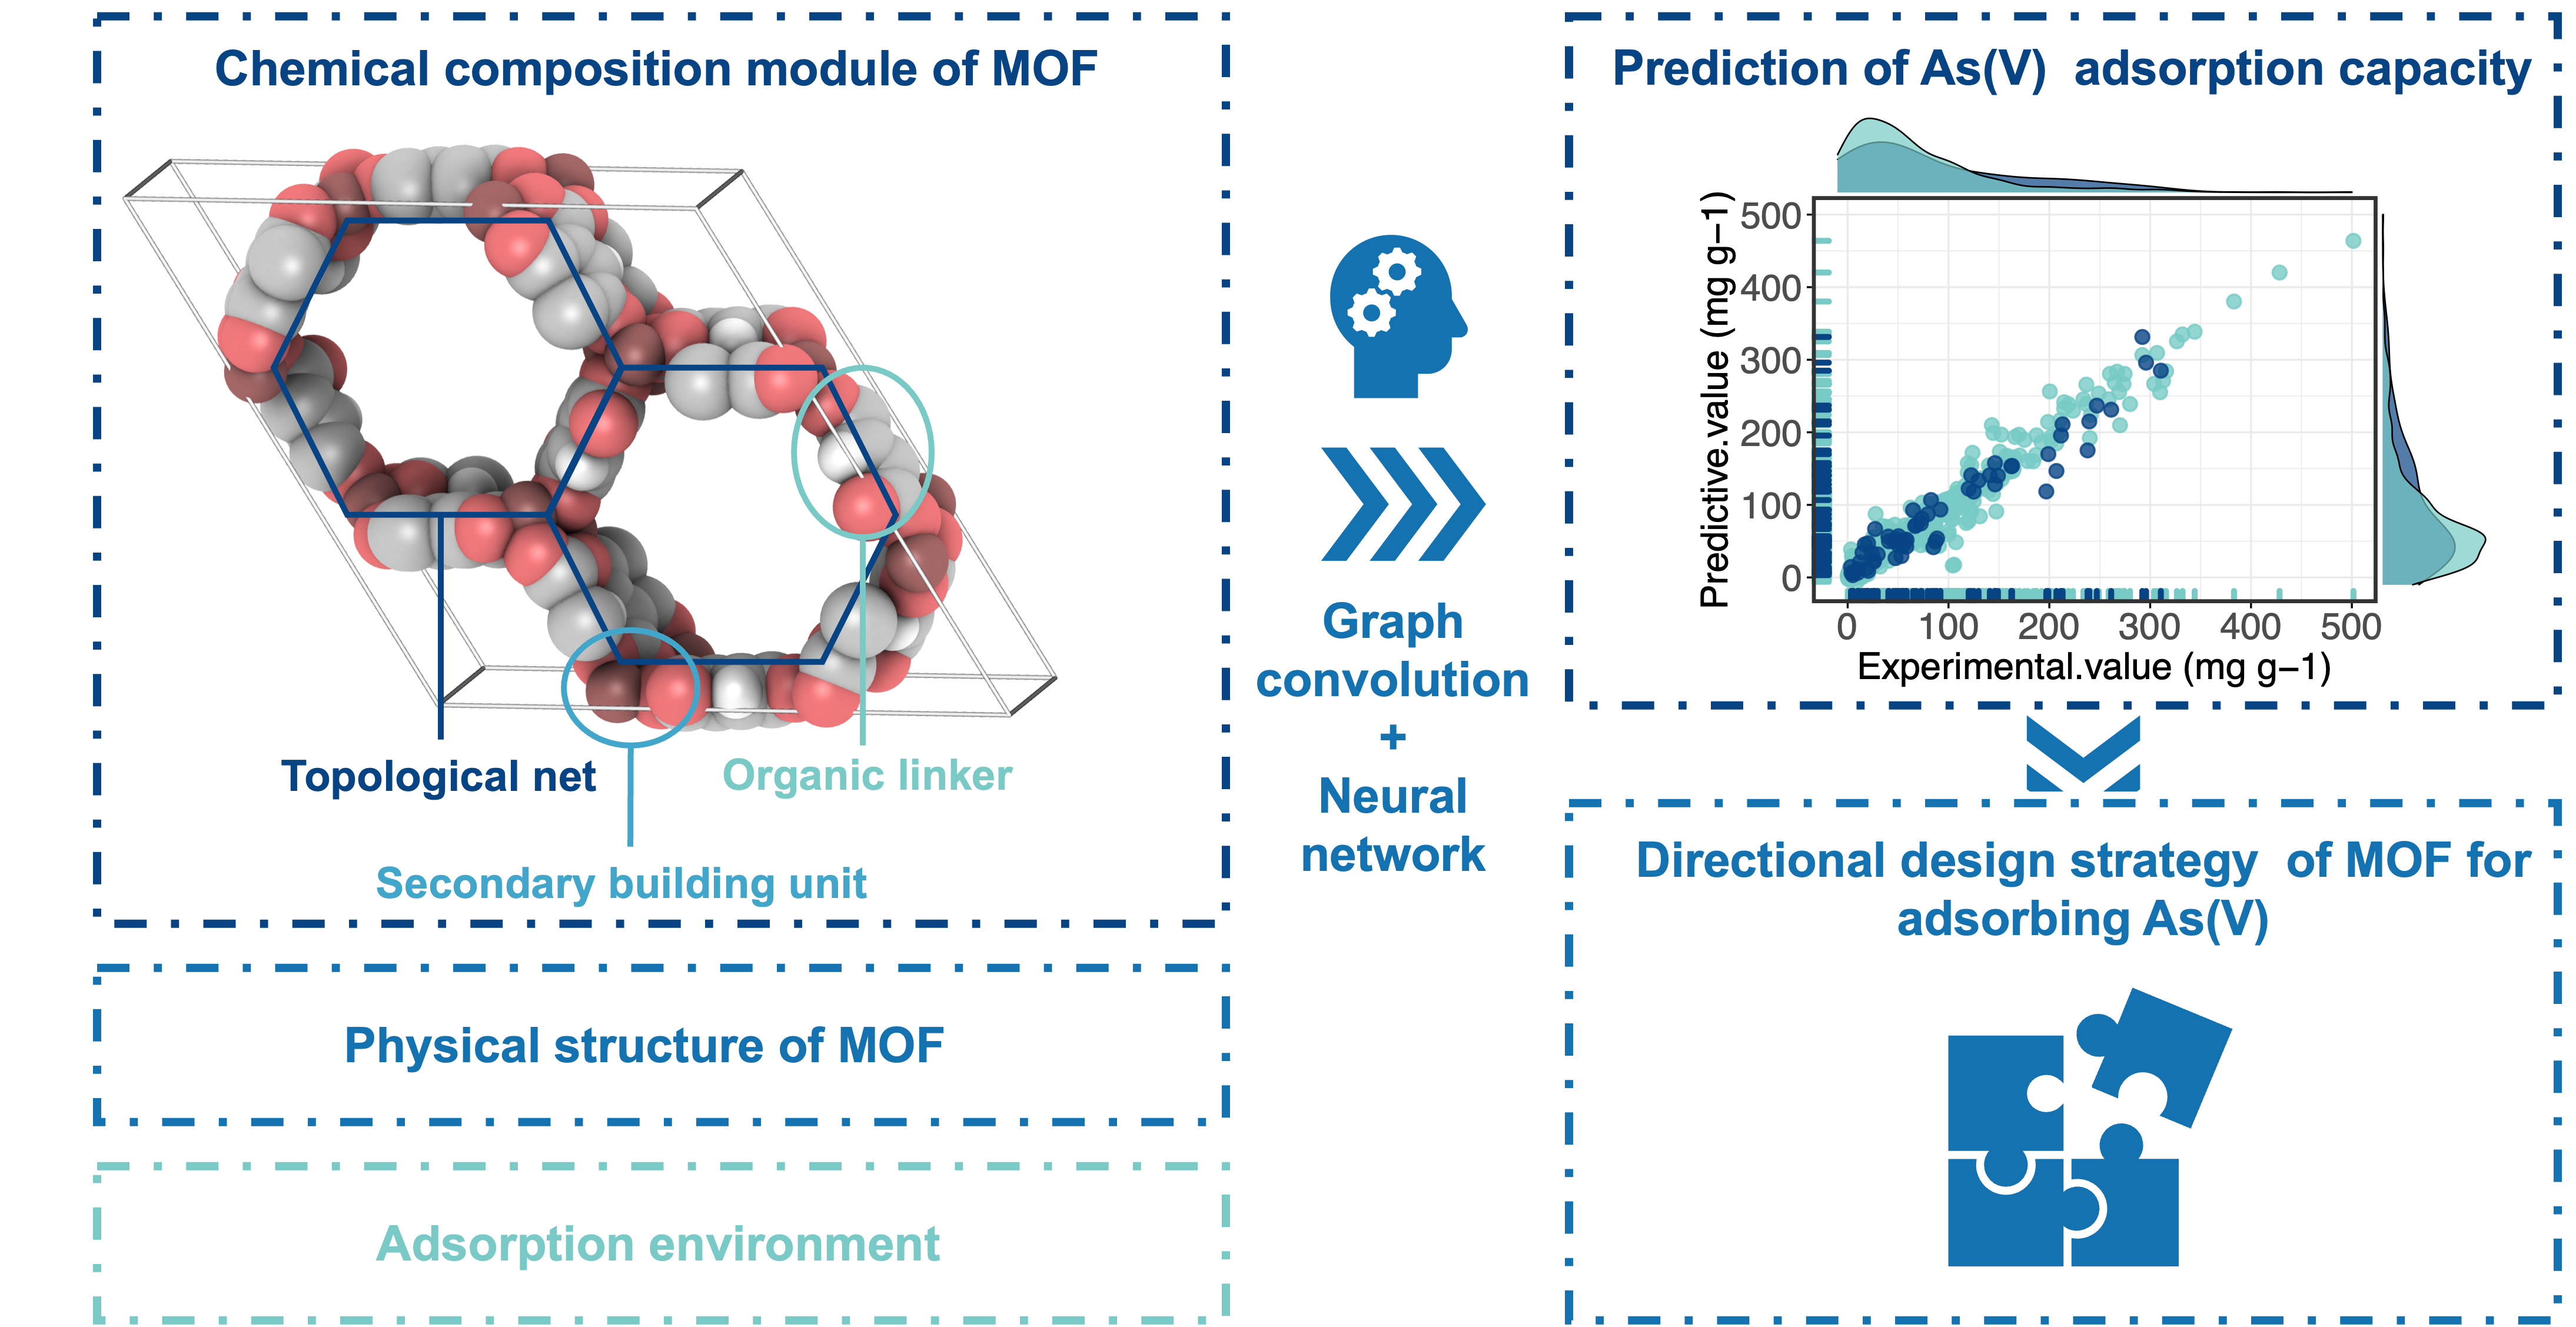 Chemical composition module of MOF
Topological net
Organic linker
Secondary building unit
Physical structure of MOF
Adsorption environment
Graph
convolution
+
Neural
network
Prediction of As(V) adsorption capacity
Predictive.value (mg g−1)
500
400
300
200
100
0
0 100 200 300 400 500
Experimental.value (mg g−1)
Directional design strategy of MOF for
adsorbing As(V)